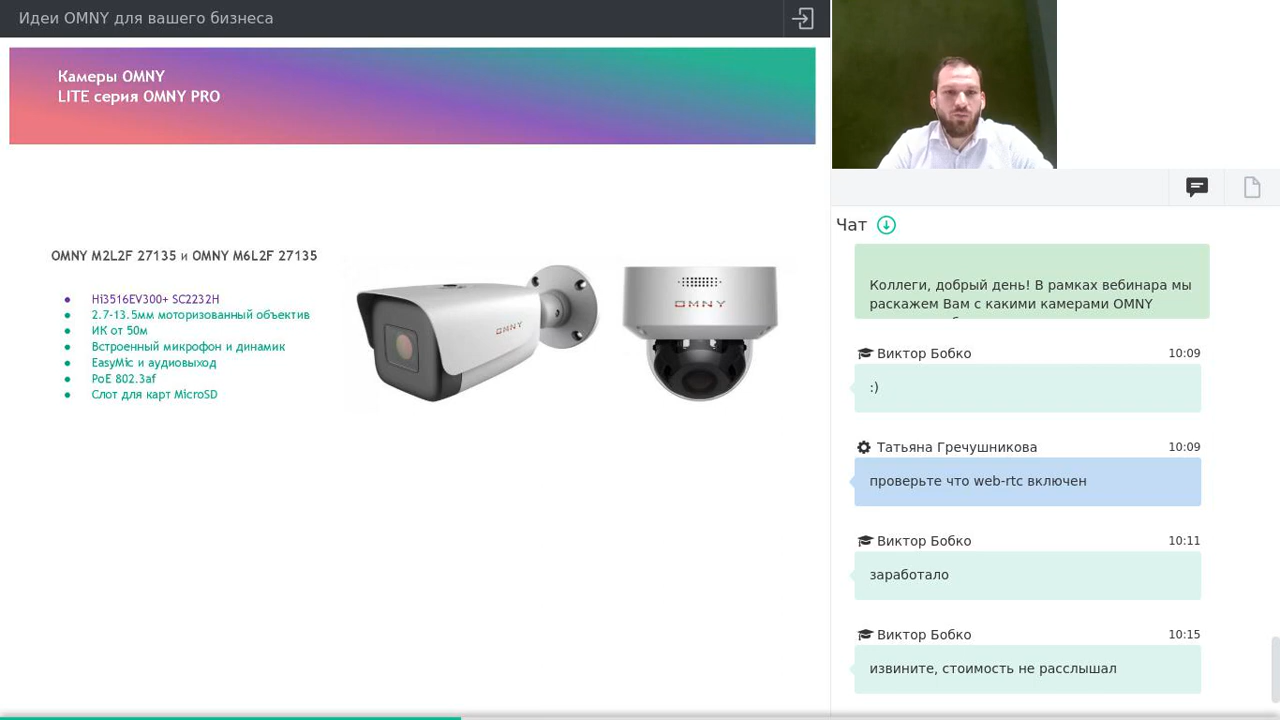 Идеи OMNY для вашего бизнеса
Камеры OMNY
LITE серия OMNY PRO
OMNY M2L2F 27135 и OMNY M6L2F 27135
● Hi3516EV300+ SC2232H
● 2.7-13.5мм моторизованный объектив
● ИК от 50м
● Встроенный микрофон и динамик
● EasyMic и аудиовыход
● PoE 802.3af
● Слот для карт MicroSD
OMNY
OMNY
Чат
Коллеги, добрый день! В рамках вебинара мы
раскажем Вам с какими камерами OMNY
Виктор Бобко 10:09
:)
Татьяна Гречушникова 10:09
проверьте что web-rtc включен
Виктор Бобко 10:11
заработало
Виктор Бобко 10:15
извините, стоимость не расслышал